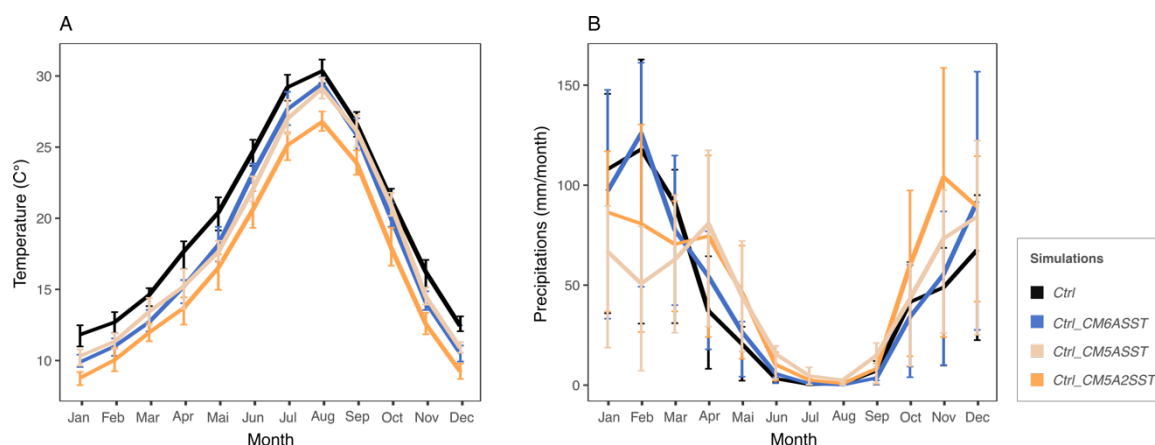 A
B
Temperature (C°)
30
25
20
15
10
Jan Feb Mar Apr Mai Jun Jul Aug Sep Oct Nov Dec
Month
Precipitations (mm/month)
150
100
50
0
Jan Feb Mar Apr Mai Jun Jul Aug Sep Oct Nov Dec
Month
Simulations
Ctrl
Ctrl_CM6ASST
Ctrl_CM5ASST
Ctrl_CM5A2SST